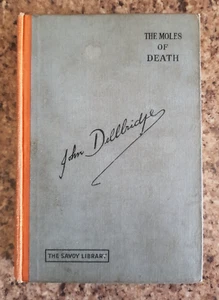 THE MOLES
OF
DEATH
John Dellbridge
THE SAVOY LIBRARY